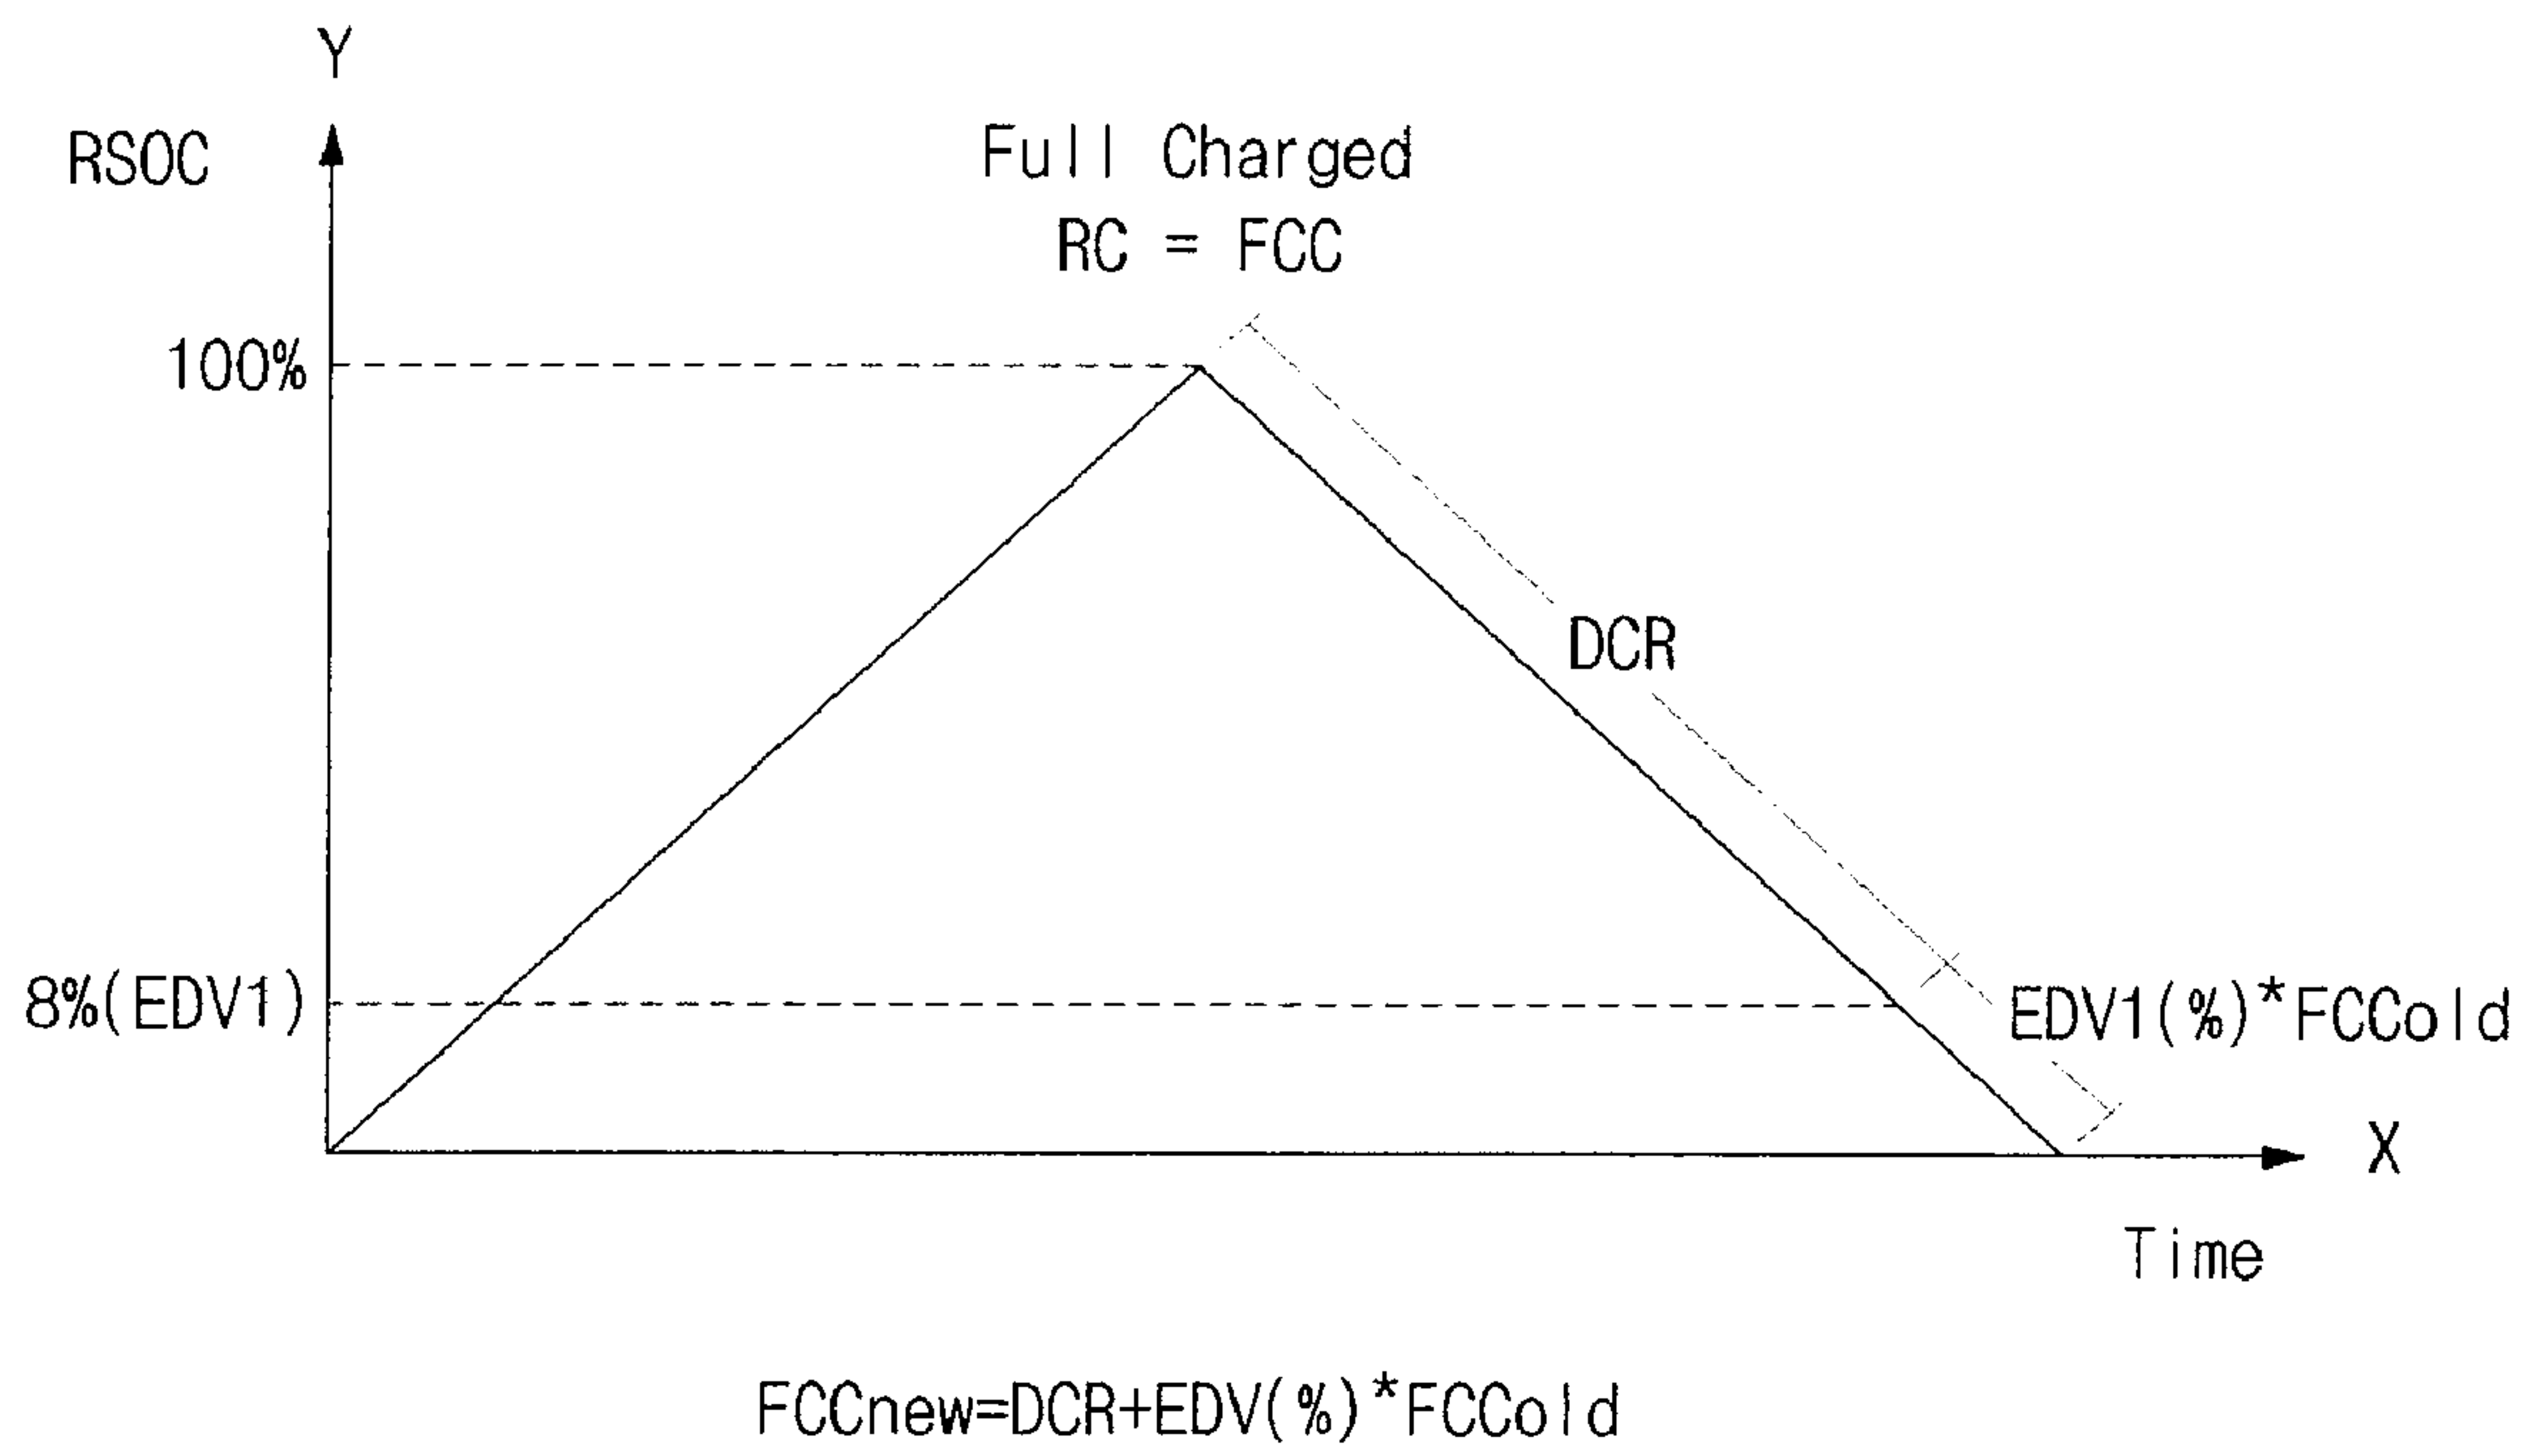 Y
RSOC
Full Charged
RC = FCC
100%
DCR
8%(EDV1)
EDV1(%)*FCCold
X
Time
FCCnew=DCR+EDV(%)*FCCold